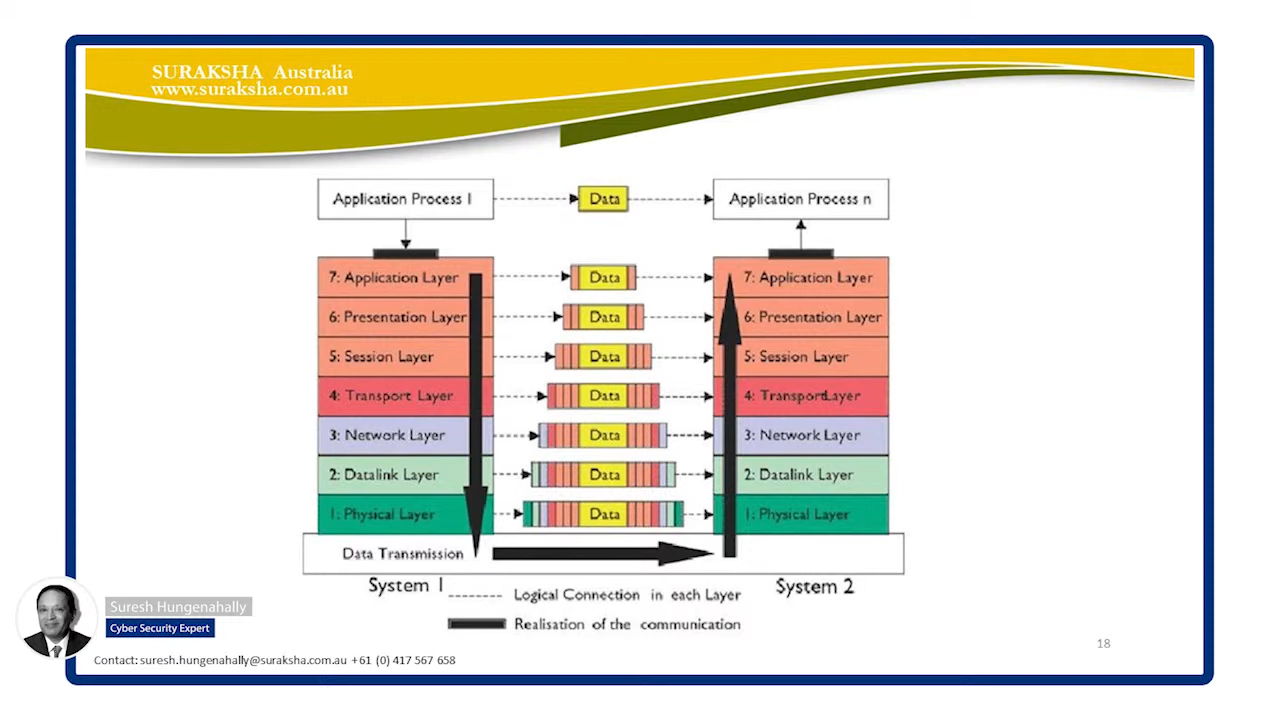 SURAKSHA Australia
www.suraksha.com.au
Application Process 1
Data
Application Process n
7: Application Layer
Data
7: Application Layer
6: Presentation Layer
Data
6: Presentation Layer
5: Session Layer
Data
5: Session Layer
4: Transport Layer
Data
4: TransportLayer
3: Network Layer
Data
3: Network Layer
2: Datalink Layer
Data
2: Datalink Layer
1: Physical Layer
Data
1: Physical Layer
Data Transmission
System 1
System 2
Logical Connection in each Layer
Realisation of the communication
Suresh Hungenahally
Cyber Security Expert
Contact: suresh.hungenahally@suraksha.com.au +61 (0) 417 567 658
18